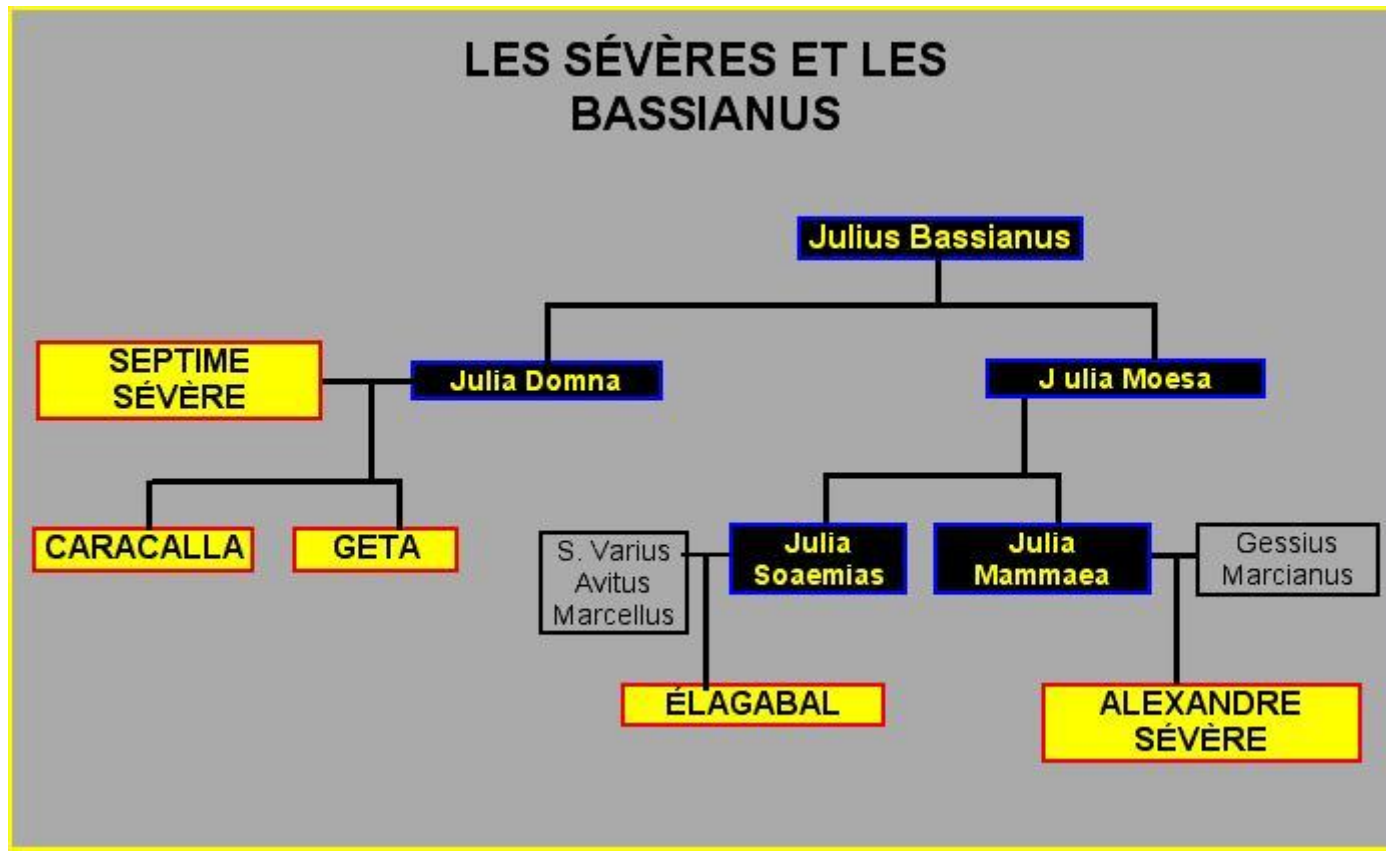 LES SÉVÈRES ET LES
BASSIANUS
Julius Bassianus
SEPTIME
SÉVÈRE
Julia Domna
J ulia Moesa
CARACALLA
GETA
S. Varius
Avitus
Marcellus
Julia
Soaemias
Julia
Mammaea
Gessius
Marcianus
ÉLAGABAL
ALEXANDRE
SÉVÈRE